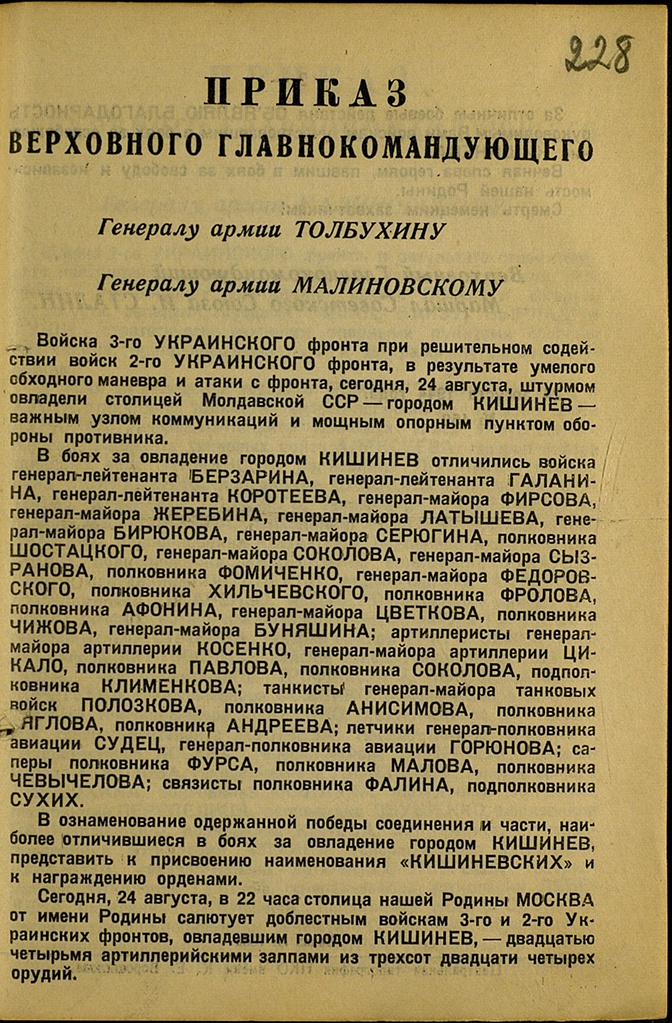 228
ПРИКАЗ
ВЕРХОВНОГО ГЛАВНОКОМАНДУЮЩЕГО
Генералу армии ТОЛБУХИНУ
Генералу армии МАЛИНОВСКОМУ
Войска 3-го УКРАИНСКОГО фронта при решительном содей-
ствии войск 2-го УКРАИНСКОГО фронта, в результате умелого
обходного маневра и атаки с фронта, сегодня, 24 августа, штурмом
овладели столицей Молдавской ССР — городом КИШИНЕВ —
важным узлом коммуникаций и мощным опорным пунктом обо-
роны противника.
В боях за овладение городом КИШИНЕВ отличились войска
генерал-лейтенанта БЕРЗАРИНА, генерал-лейтенанта ГАЛАНИ-
НА, генерал-лейтенанта КОРОТЕЕВА, генерал-майора ФИРСОВА,
генерал-майора ЖЕРЕБИНА, генерал-майора ЛАТЫШЕВА, гене-
рал-майора БИРЮКОВА, генерал-майора СЕРЮГИНА, полковника
ШОСТАЦКОГО, генерал-майора СОКОЛОВА, генерал-майора СЫЗ-
РАНОВА, полковника ФОМИЧЕНКО, генерал-майора ФЕДОРОВ-
СКОГО, полковника ХИЛЬЧЕВСКОГО, полковника ФРОЛОВА,
полковника АФОНИНА, генерал-майора ЦВЕТКОВА, полковника
ЧИЖОВА, генерал-майора БУНЯШИНА; артиллеристы генерал-
майора артиллерии КОСЕНКО, генерал-майора артиллерии ЦИ-
КАЛО, полковника ПАВЛОВА, полковника СОКОЛОВА, подпол-
ковника КЛИМЕНКОВА; танкисты генерал-майора танковых
войск ПОЛОЗКОВА, полковника АНИСИМОВА, полковника
ЯГЛОВА, полковника АНДРЕЕВА; летчики генерал-полковника
авиации СУДЕЦ, генерал-полковника авиации ГОРЮНОВА; са-
перы полковника ФУРСА, полковника МАЛОВА, полковника
ЧЕВЫЧЕЛОВА; связисты полковника ФАЛИНА, подполковника
СУХИХ.
В ознаменование одержанной победы соединения и части, наи-
более отличившиеся в боях за овладение городом КИШИНЕВ,
представить к присвоению наименования «КИШИНЕВСКИХ» и
к награждению орденами.
Сегодня, 24 августа, в 22 часа столица нашей Родины МОСКВА
от имени Родины салютует доблестным войскам 3-го и 2-го Ук-
раинских фронтов, овладевшим городом КИШИНЕВ, — двадцатью
четырьмя артиллерийскими залпами из трехсот двадцати четырех
орудий.